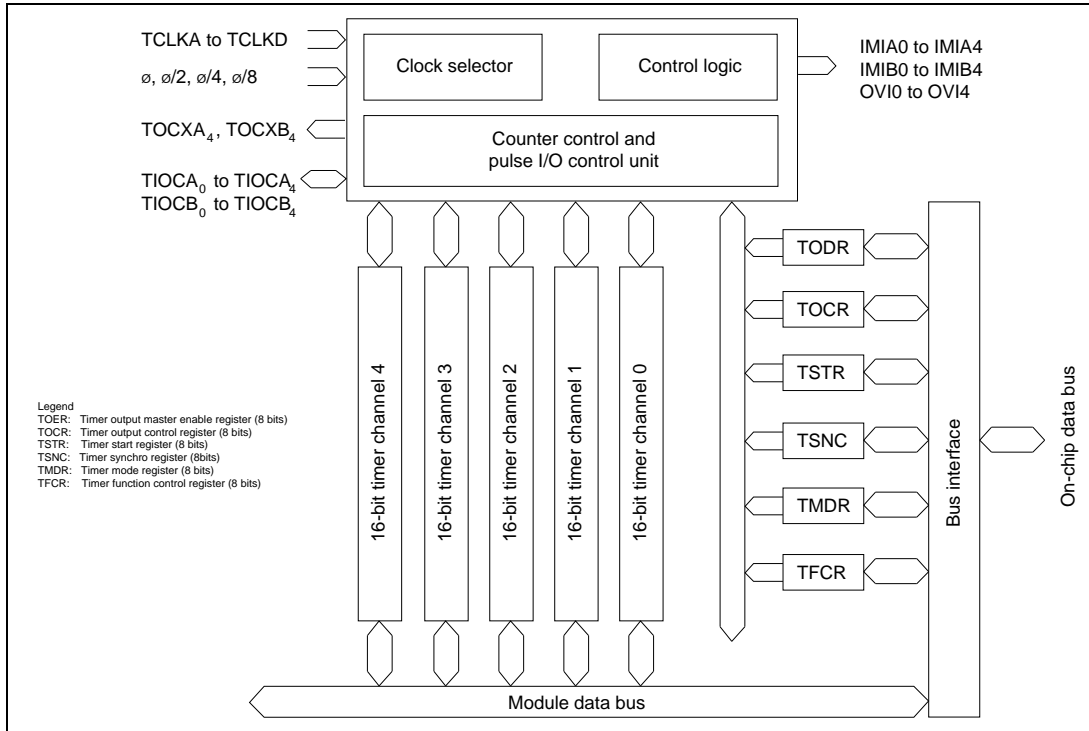 TCLKA to TCLKD
ø, ø/2, ø/4, ø/8
TOCXA4, TOCXB4
TIOCA0 to TIOCA4
TIOCB0 to TIOCB4
Clock selector
Control logic
Counter control and
pulse I/O control unit
IMIA0 to IMIA4
IMIB0 to IMIB4
OVI0 to OVI4
16-bit timer channel 4
16-bit timer channel 3
16-bit timer channel 2
16-bit timer channel 1
16-bit timer channel 0
TODR
TOCR
TSTR
TSNC
TMDR
TFCR
Bus interface
On-chip data bus
Module data bus
Legend
TOER: Timer output master enable register (8 bits)
TOCR: Timer output control register (8 bits)
TSTR: Timer start register (8 bits)
TSNC: Timer synchro register (8bits)
TMDR: Timer mode register (8 bits)
TFCR: Timer function control register (8 bits)